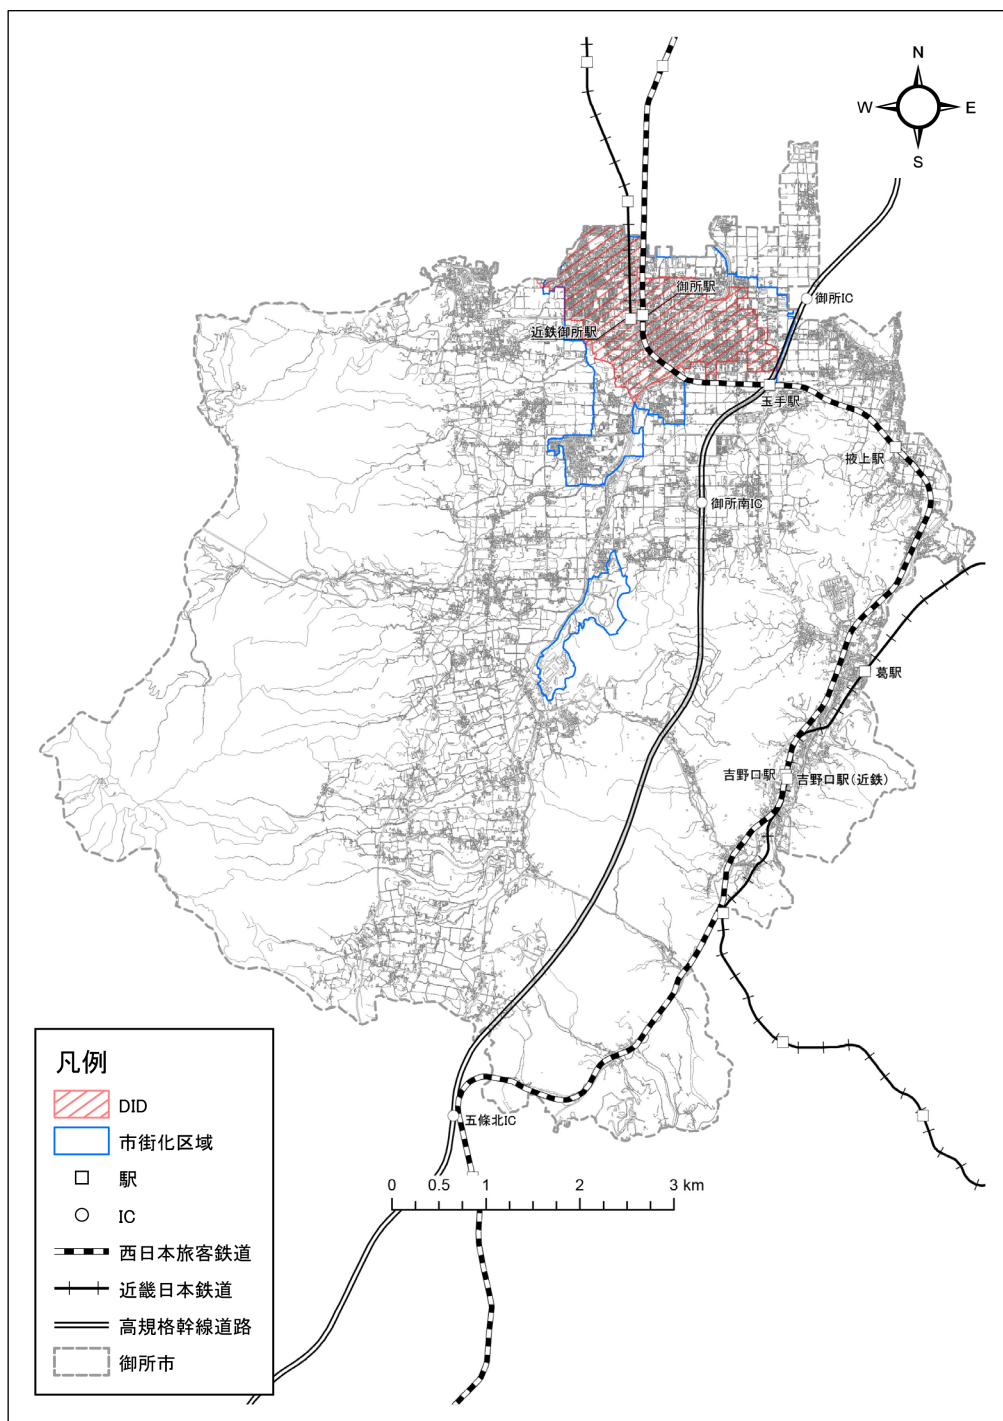 N
W E
S
御所IC
御所駅
近鉄御所駅
玉手駅
掖上駅
御所南IC
葛駅
吉野口駅 吉野口駅(近鉄)
五條北IC
0 0.5 1 2 3 km
凡例
DID
市街化区域
駅
IC
西日本旅客鉄道
近畿日本鉄道
高規格幹線道路
御所市